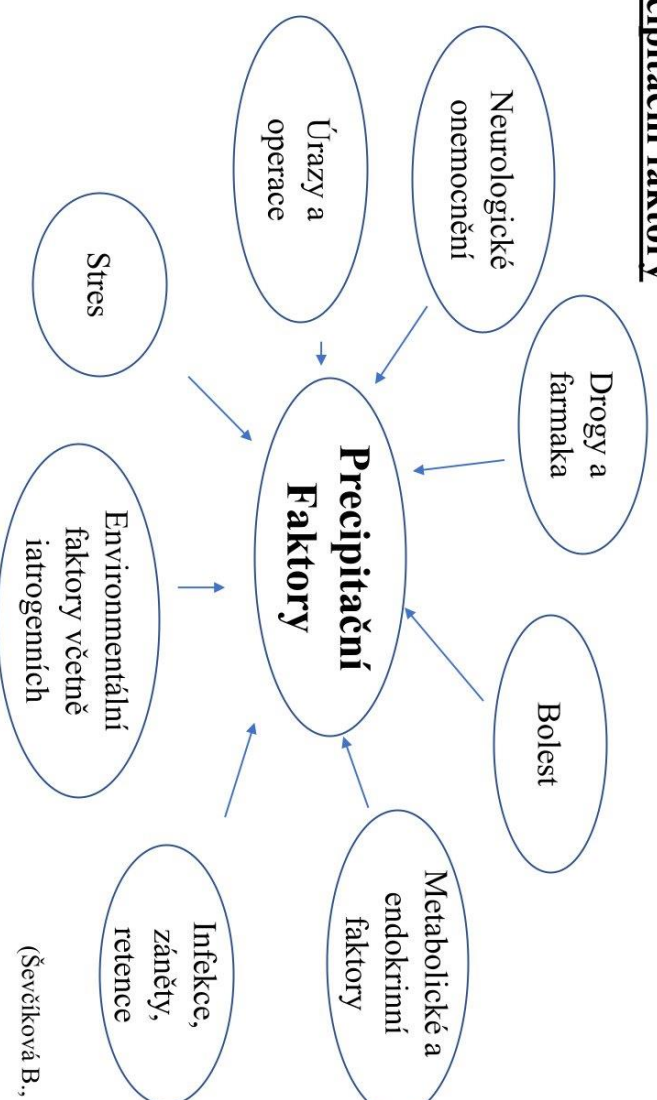 cipitační faktory
Drogy a
farmaka
Bolest
Neurologické
onemocnění
Metabolické a
endokrinní
faktory
Precipitační
Faktory
Úrazy a
operace
Infekce,
záněty,
retence
Stres
Environmentální
faktory včetně
iatrogenních
(Ševčíková B.,